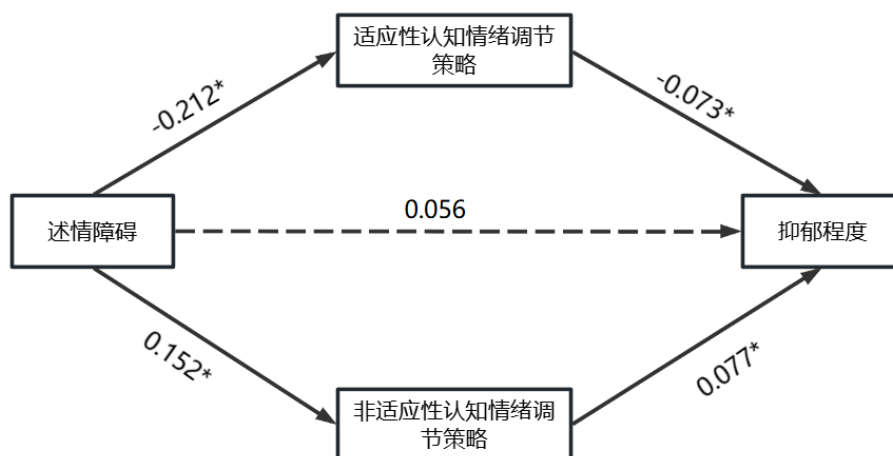 适应性认知情绪调节
策略
-0.212*
-0.073*
述情障碍
0.056
抑郁程度
0.152*
0.077*
非适应性认知情绪调
节策略